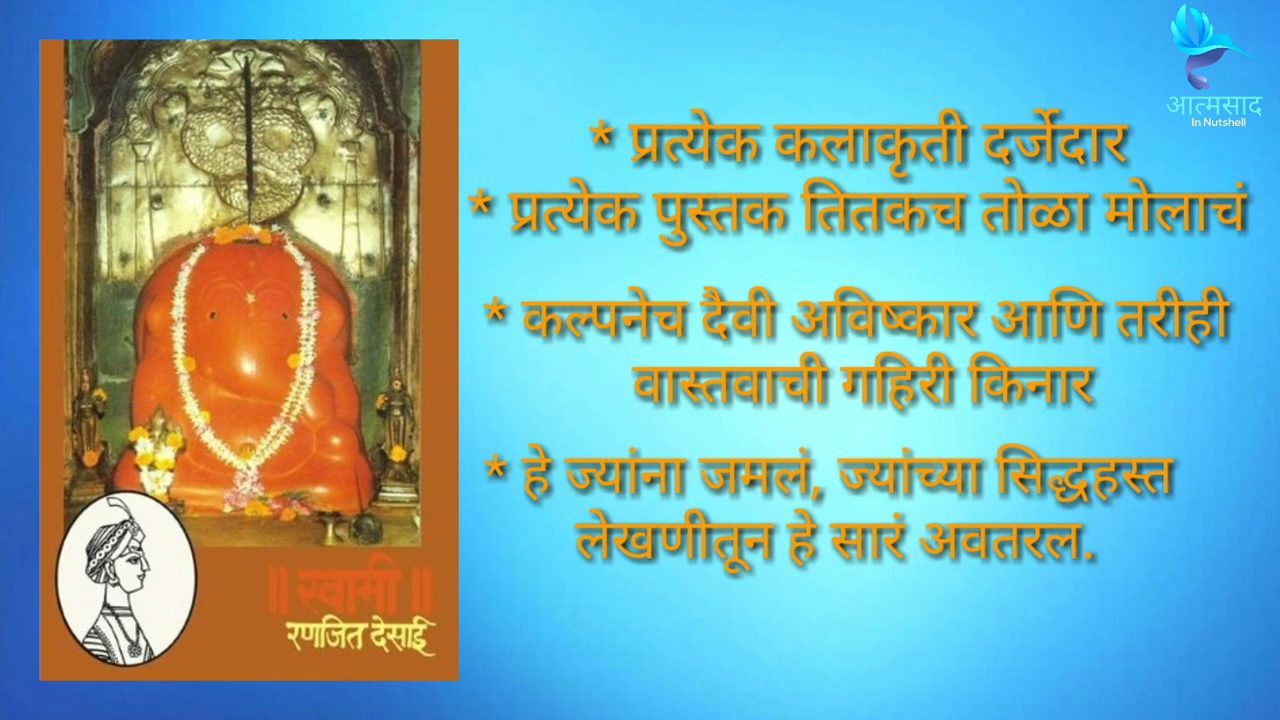 आत्मसाद
In Nutshell
* प्रत्येक कलाकृती दर्जेदार
* प्रत्येक पुस्तक तितकच तोळा मोलाचं
* कल्पनेच दैवी अविष्कार आणि तरीही
वास्तवाची गहिरी किनार
* हे ज्यांना जमलं, ज्यांच्या सिद्धहस्त
लेखणीतून हे सारं अवतरल.
॥ स्वामी ॥
रणजित देसाई